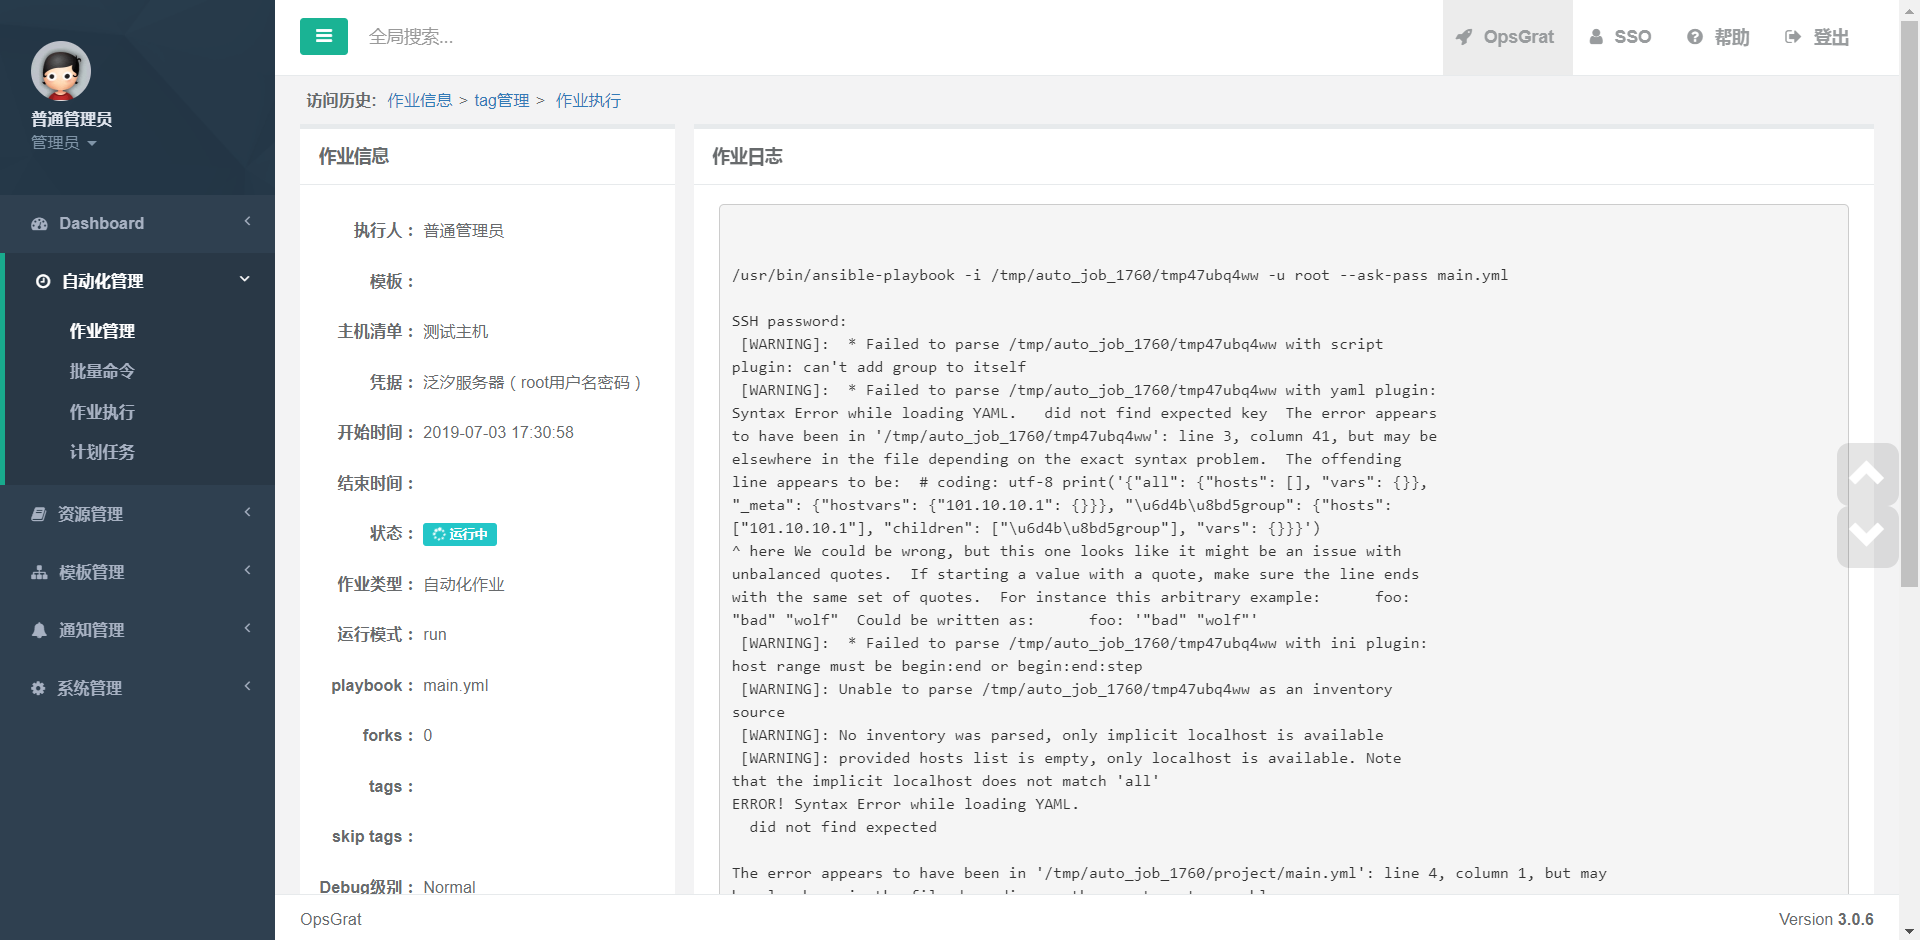 全局搜索...
OpsGrat
SSO
帮助
登出
普通管理员
管理员
Dashboard
自动化管理
作业管理
批量命令
作业执行
计划任务
资源管理
模板管理
通知管理
系统管理
访问历史: 作业信息 > tag管理 > 作业执行
作业信息
执行人： 普通管理员
模板：
主机清单： 测试主机
凭据： 泛汐服务器（root用户名密码）
开始时间： 2019-07-03 17:30:58
结束时间：
状态： 运行中
作业类型： 自动化作业
运行模式： run
playbook： main.yml
forks： 0
tags：
skip tags：
Debug级别： Normal
作业日志
/usr/bin/ansible-playbook -i /tmp/auto_job_1760/tmp47ubq4ww -u root --ask-pass main.yml
SSH password:
[WARNING]:  * Failed to parse /tmp/auto_job_1760/tmp47ubq4ww with script
plugin: can't add group to itself
[WARNING]:  * Failed to parse /tmp/auto_job_1760/tmp47ubq4ww with yaml plugin:
Syntax Error while loading YAML.   did not find expected key  The error appears
to have been in '/tmp/auto_job_1760/tmp47ubq4ww': line 3, column 41, but may be
elsewhere in the file depending on the exact syntax problem.  The offending
line appears to be:  # coding: utf-8 print('{"all": {"hosts": [], "vars": {}},
"_meta": {"hostvars": {"101.10.10.1": {}}}, "\u6d4b\u8bd5group": {"hosts":
["101.10.10.1"], "children": ["\u6d4b\u8bd5group"], "vars": {}}}')
^ here We could be wrong, but this one looks like it might be an issue with
unbalanced quotes.  If starting a value with a quote, make sure the line ends
with the same set of quotes.  For instance this arbitrary example:      foo:
"bad" "wolf"  Could be written as:      foo: '"bad" "wolf"'
[WARNING]:  * Failed to parse /tmp/auto_job_1760/tmp47ubq4ww with ini plugin:
host range must be begin:end or begin:end:step
[WARNING]: Unable to parse /tmp/auto_job_1760/tmp47ubq4ww as an inventory
source
[WARNING]: No inventory was parsed, only implicit localhost is available
[WARNING]: provided hosts list is empty, only localhost is available. Note
that the implicit localhost does not match 'all'
ERROR! Syntax Error while loading YAML.
did not find expected
The error appears to have been in '/tmp/auto_job_1760/project/main.yml': line 4, column 1, but may
OpsGrat
Version 3.0.6